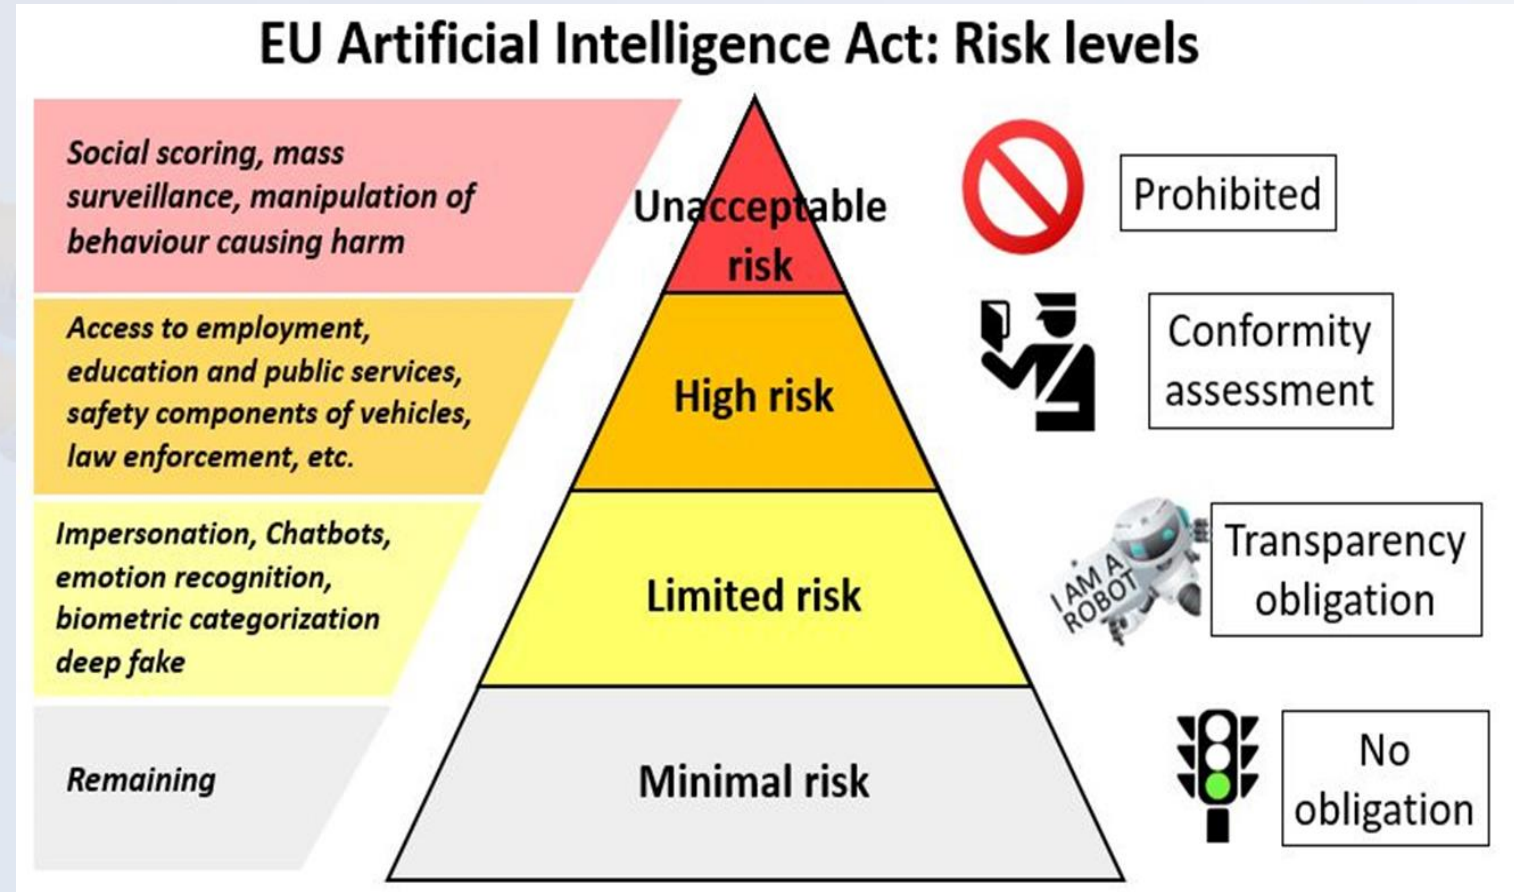 EU Artificial Intelligence Act: Risk levels
Social scoring, mass
surveillance, manipulation of
behaviour causing harm
Unacceptable
risk
Prohibited
Access to employment,
education and public services,
safety components of vehicles,
law enforcement, etc.
High risk
Conformity
assessment
Impersonation, Chatbots,
emotion recognition,
biometric categorization
deep fake
Limited risk
I AM A
ROBOT
Transparency
obligation
Remaining
Minimal risk
No
obligation